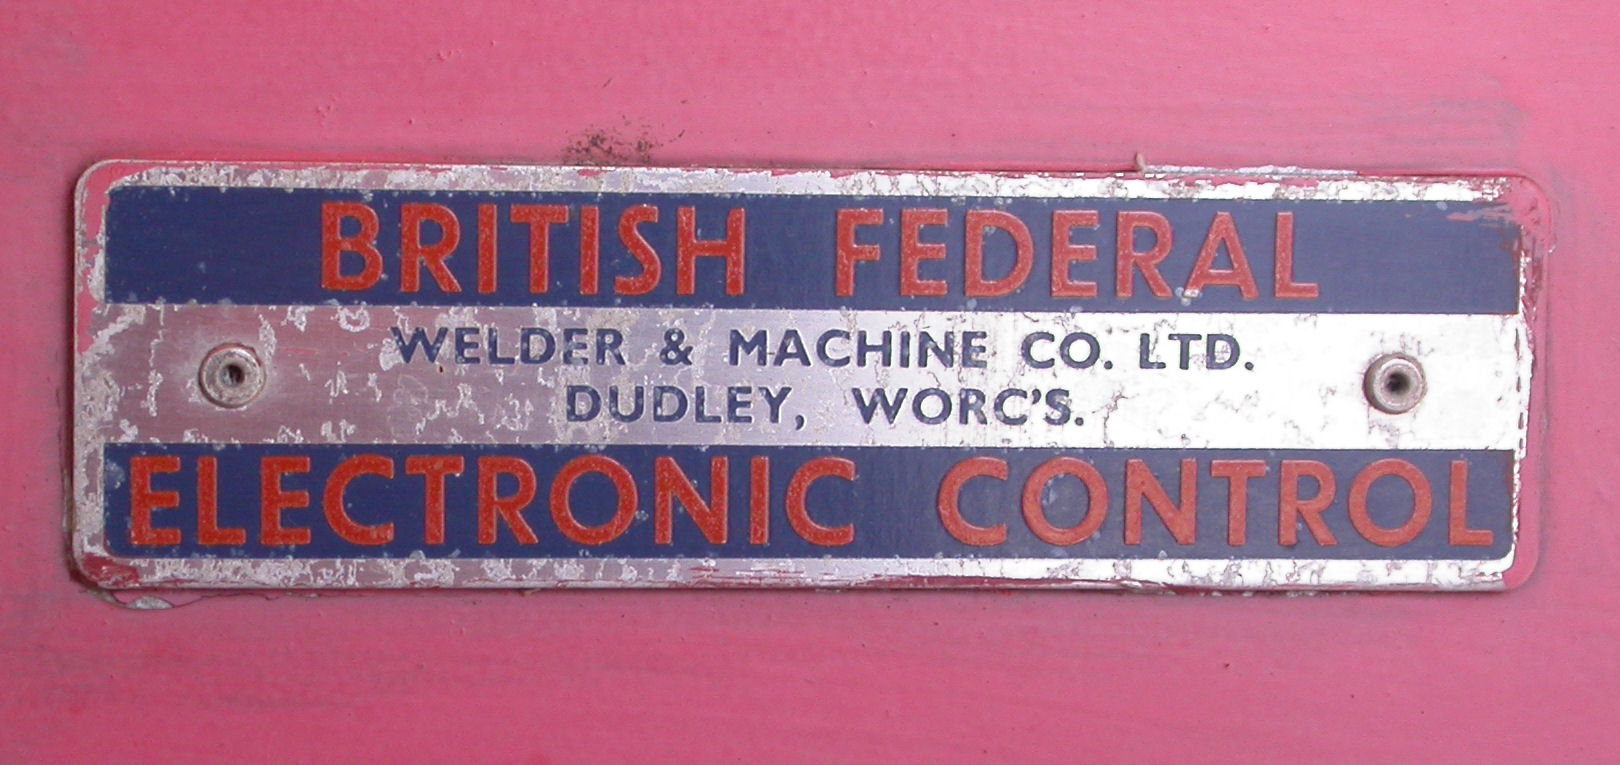 BRITISH FEDERAL
WELDER & MACHINE CO. LTD.
DUDLEY, WORC'S.
ELECTRONIC CONTROL